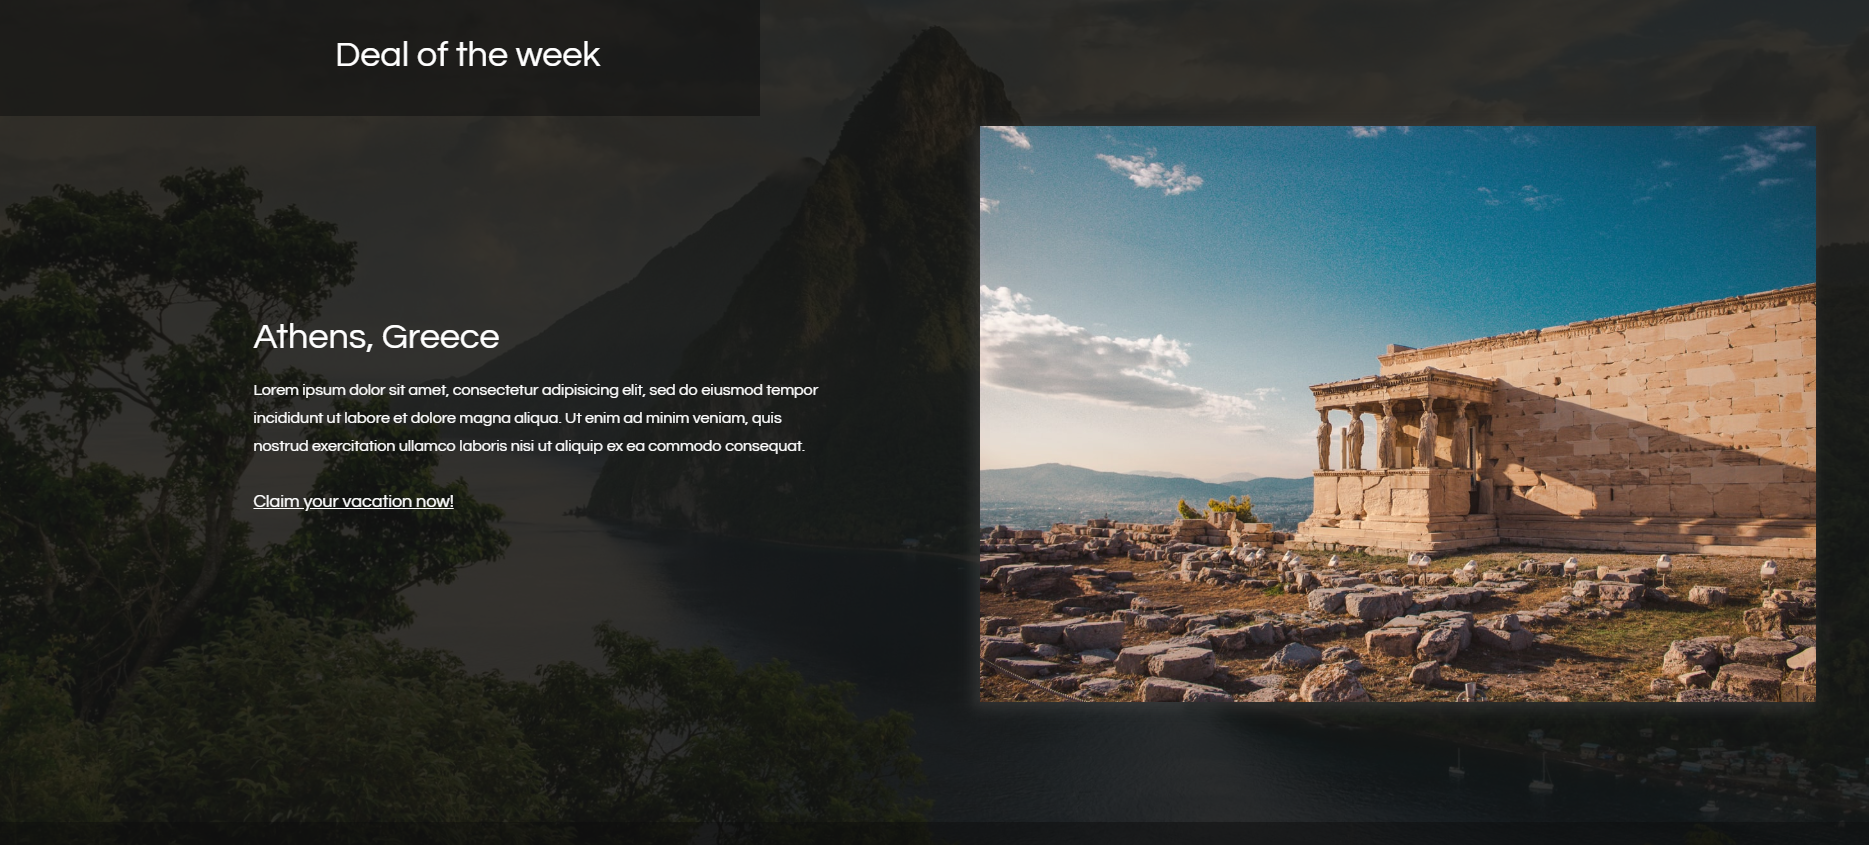 Deal of the week
Athens, Greece
Lorem ipsum dolor sit amet, consectetur adipisicing elit, sed do eiusmod tempor
incididunt ut labore et dolore magna aliqua. Ut enim ad minim veniam, quis
nostrud exercitation ullamco laboris nisi ut aliquip ex ea commodo consequat.
Claim your vacation now!